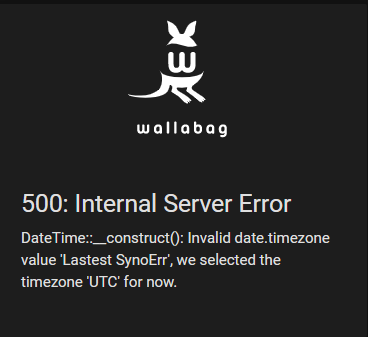 wallabag
500: Internal Server Error
DateTime::__construct(): Invalid date.timezone
value 'Lastest SynoErr', we selected the
timezone 'UTC' for now.